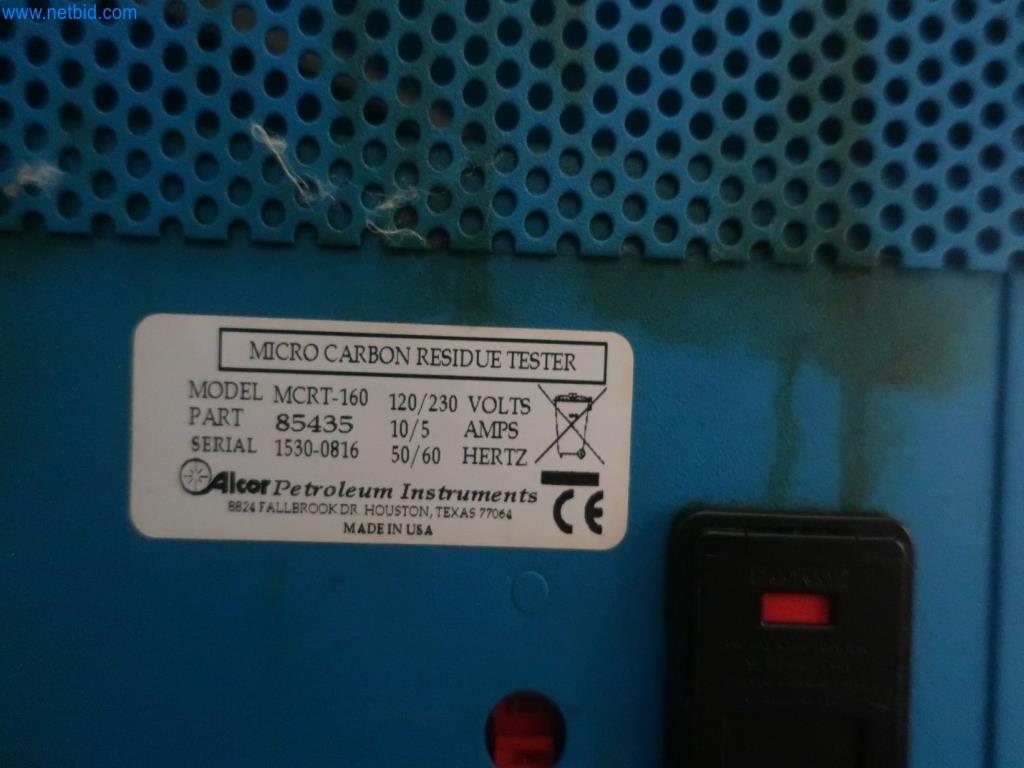 www.netbid.com
MICRO CARBON RESIDUE TESTER
MODEL MCRT-160 120/230 VOLTS
PART 85435 10/5 AMPS
SERIAL 1530-0816 50/60 HERTZ
Alcor Petroleum Instruments
8824 FALLBROOK DR. HOUSTON, TEXAS 77064
MADE IN USA
CE